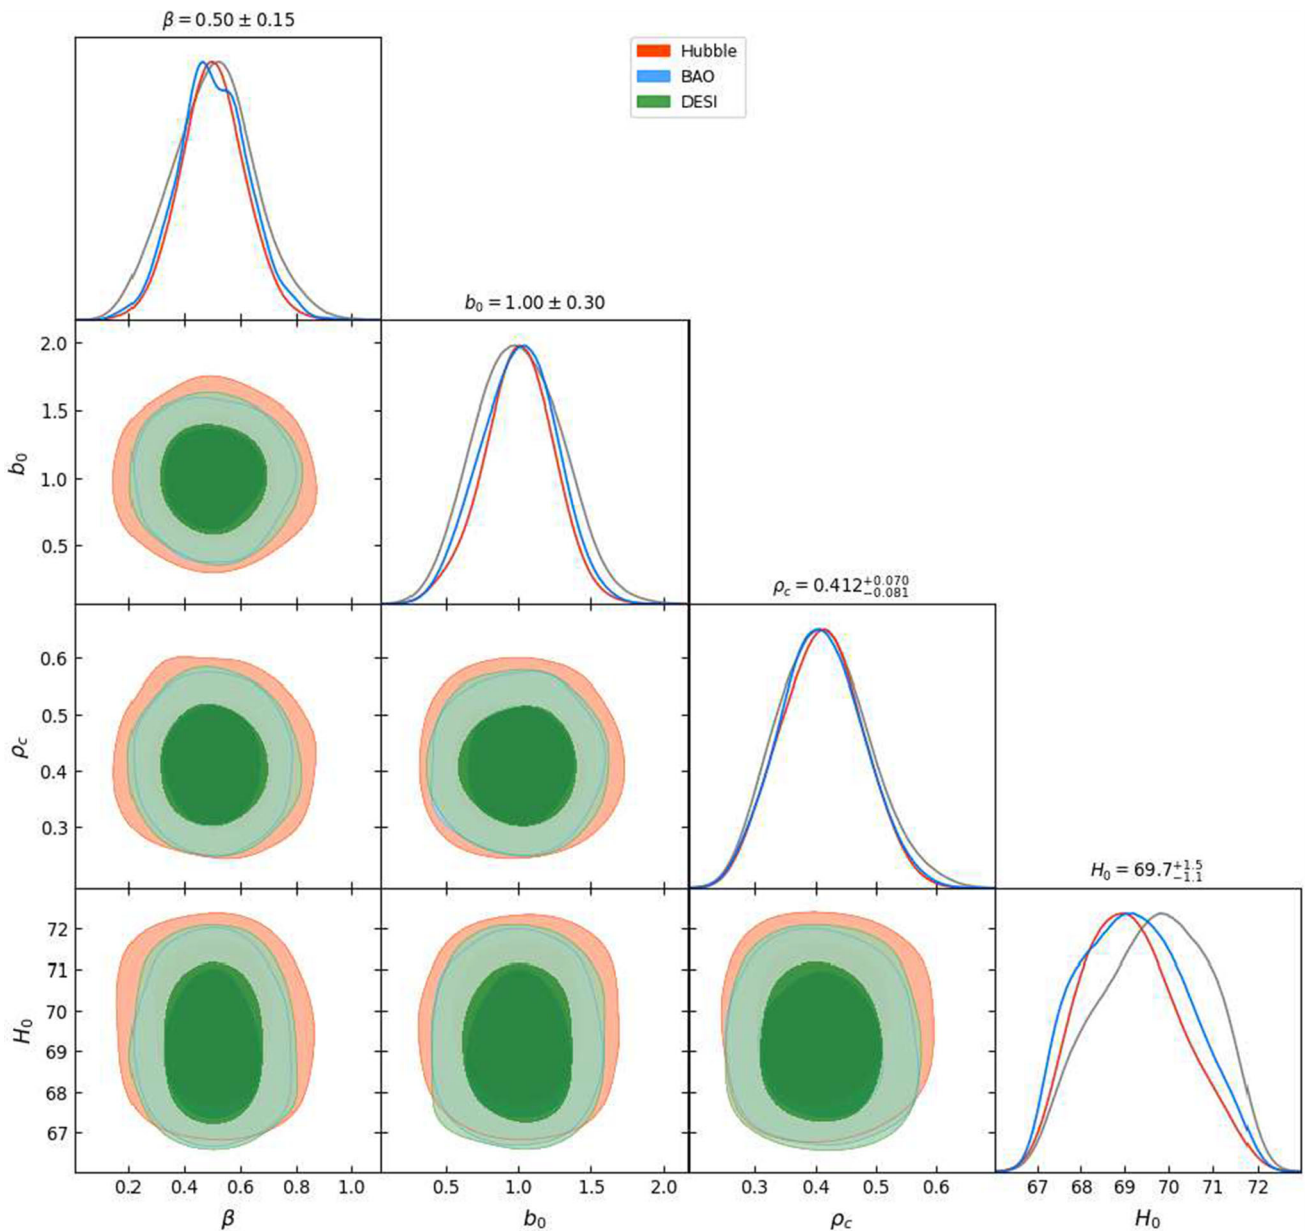 β = 0.50 ± 0.15
Hubble
BAO
DESI
b₀ = 1.00 ± 0.30
2.0
1.5
1.0
0.5
b₀
ρ_c = 0.412^{+0.070}_{-0.081}
0.6
0.5
0.4
0.3
ρ_c
H₀ = 69.7^{+1.5}_{-1.1}
72
71
70
69
68
67
H₀
0.2 0.4 0.6 0.8 1.0
0.5 1.0 1.5 2.0
0.3 0.4 0.5 0.6
67 68 69 70 71 72
β
b₀
ρ_c
H₀